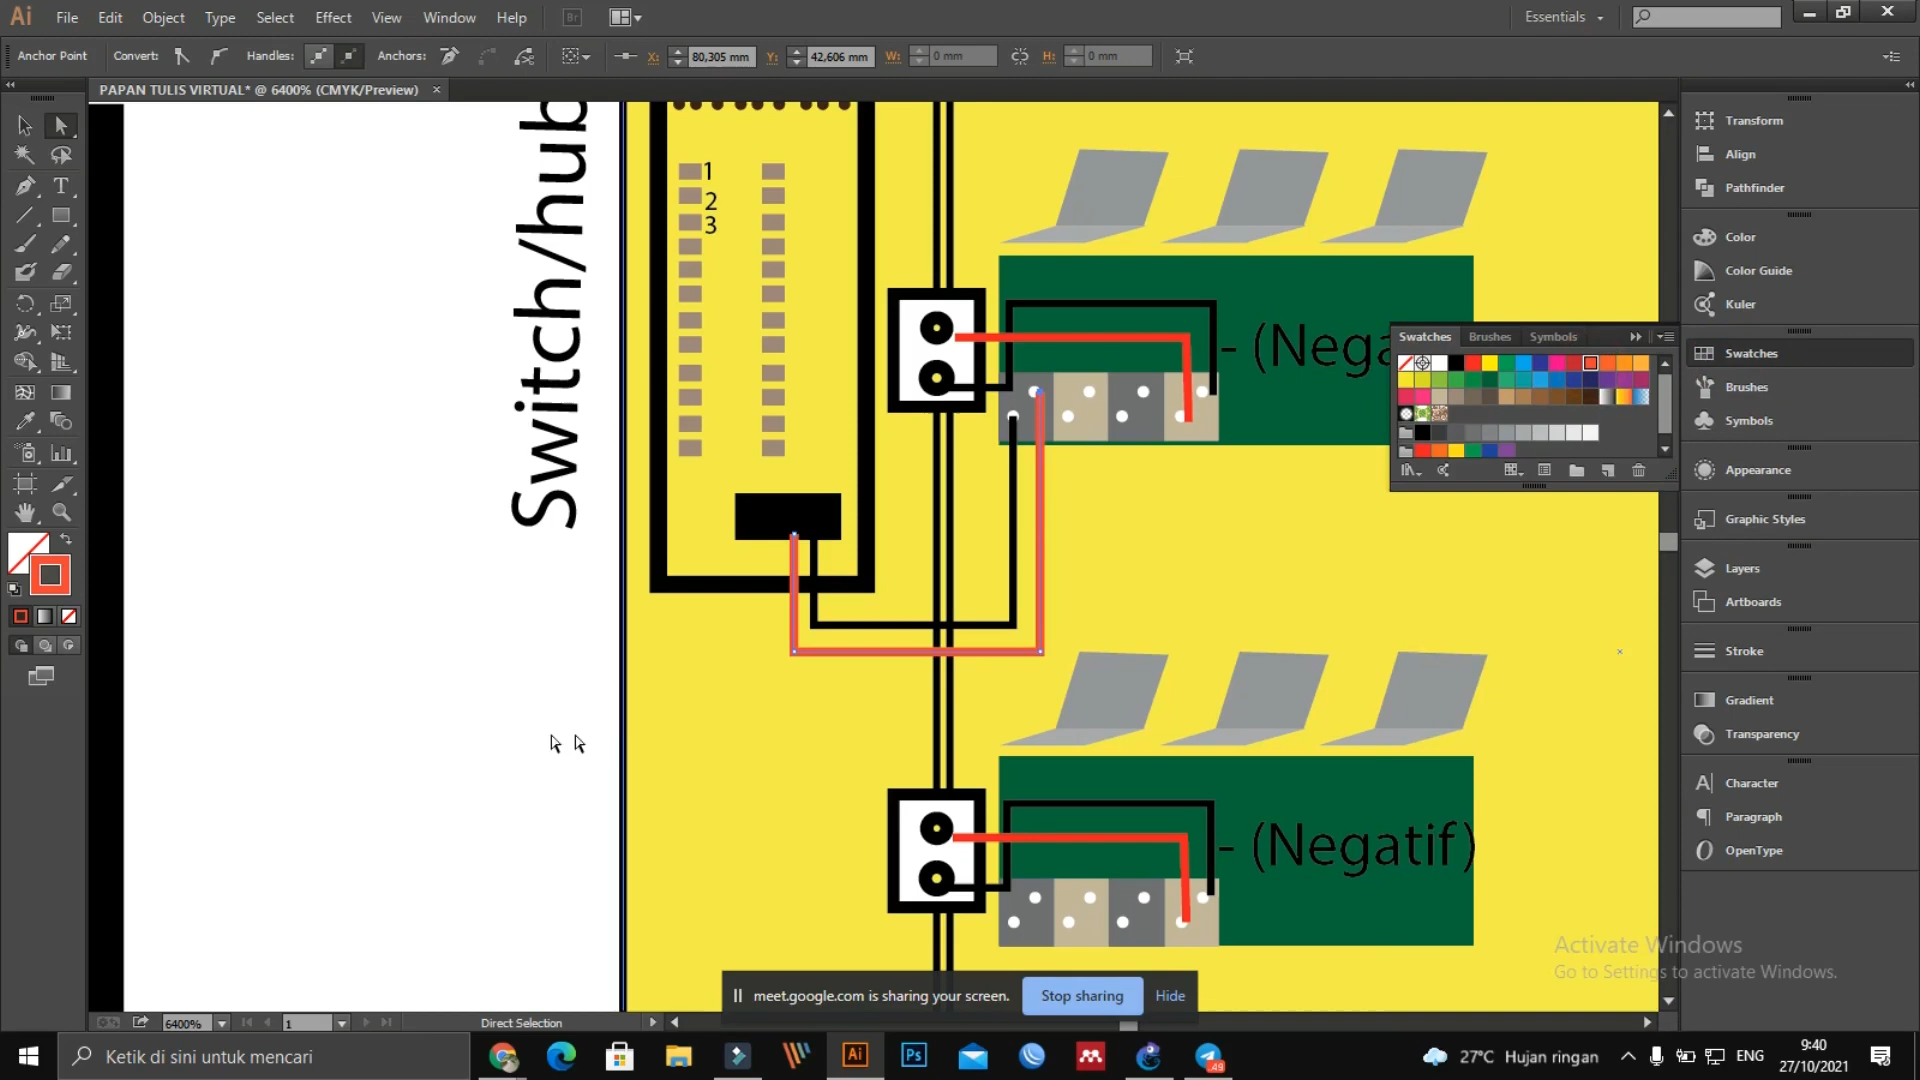 Ai File Edit Object Type Select Effect View Window Help Br Essentials
Anchor Point Convert: Handles: Anchors: X: 80,305 mm Y: 42,606 mm W: 0 mm H: 0 mm
PAPAN TULIS VIRTUAL* @ 6400% (CMYK/Preview)
Switch/hub
1
2
3
- (Nega
- (Negatif)
Swatches Brushes Symbols
Transform
Align
Pathfinder
Color
Color Guide
Kuler
Swatches
Brushes
Symbols
Appearance
Graphic Styles
Layers
Artboards
Stroke
Gradient
Transparency
Character
Paragraph
OpenType
Activate Windows
Go to Settings to activate Windows.
meet.google.com is sharing your screen. Stop sharing Hide
6400% 1 Direct Selection
Ketik di sini untuk mencari
Ai Ps 49
27°C Hujan ringan ENG
9:40
27/10/2021